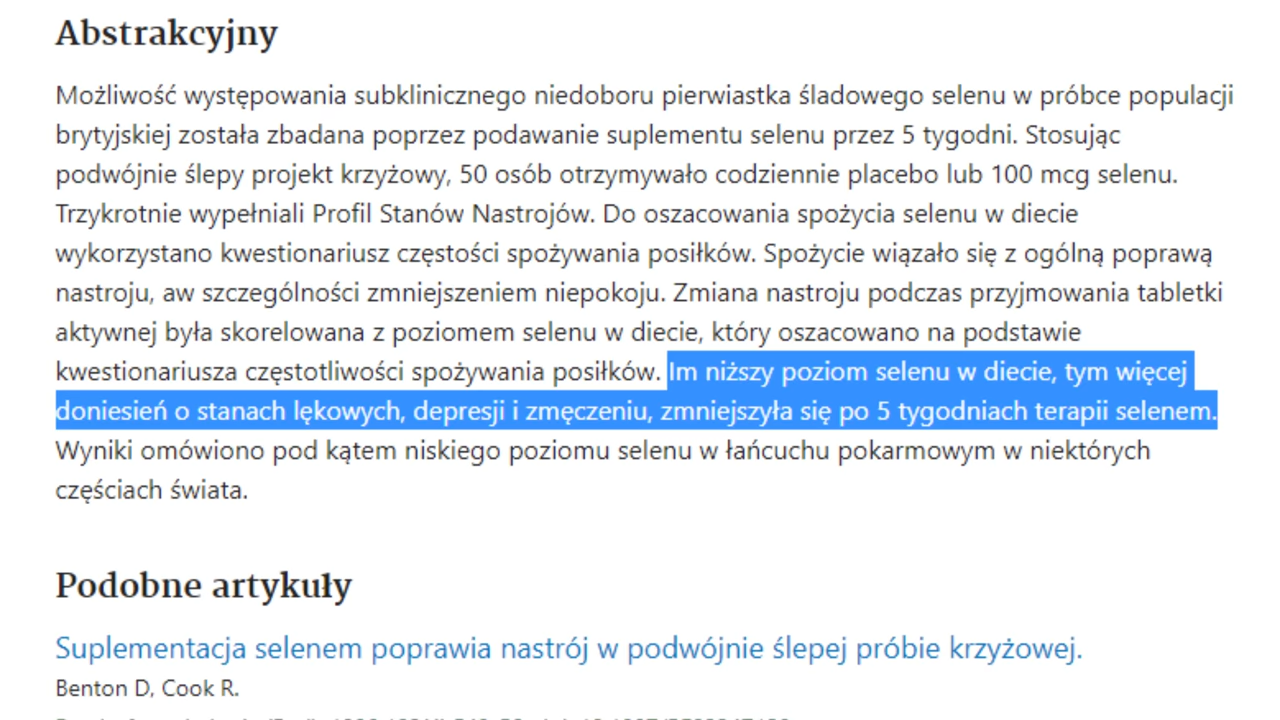 Abstrakcyjny
Możliwość występowania subklinicznego niedoboru pierwiastka śladowego selenu w próbce populacji
brytyjskiej została zbadana poprzez podawanie suplementu selenu przez 5 tygodni. Stosując
podwójnie ślepy projekt krzyżowy, 50 osób otrzymywało codziennie placebo lub 100 mcg selenu.
Trzykrotnie wypełniali Profil Stanów Nastrojów. Do oszacowania spożycia selenu w diecie
wykorzystano kwestionariusz częstości spożywania posiłków. Spożycie wiązało się z ogólną poprawą
nastroju, aw szczególności zmniejszeniem niepokoju. Zmiana nastroju podczas przyjmowania tabletki
aktywnej była skorelowana z poziomem selenu w diecie, który oszacowano na podstawie
kwestionariusza częstotliwości spożywania posiłków. Im niższy poziom selenu w diecie, tym więcej
doniesień o stanach lękowych, depresji i zmęczeniu, zmniejszyła się po 5 tygodniach terapii selenem.
Wyniki omówiono pod kątem niskiego poziomu selenu w łańcuchu pokarmowym w niektórych
częściach świata.
Podobne artykuły
Suplementacja selenem poprawia nastrój w podwójnie ślepej próbie krzyżowej.
Benton D, Cook R.